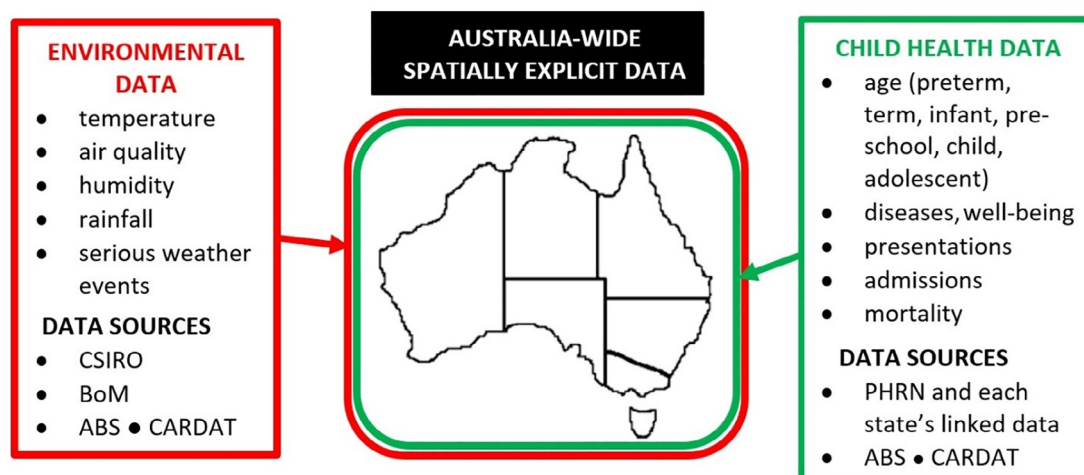 ENVIRONMENTAL
DATA
• temperature
• air quality
• humidity
• rainfall
• serious weather
events
DATA SOURCES
• CSIRO
• BoM
• ABS ● CARDAT
AUSTRALIA-WIDE
SPATIALLY EXPLICIT DATA
CHILD HEALTH DATA
• age (preterm,
term, infant, pre-
school, child,
adolescent)
• diseases, well-being
• presentations
• admissions
• mortality
DATA SOURCES
• PHRN and each
state’s linked data
• ABS • CARDAT